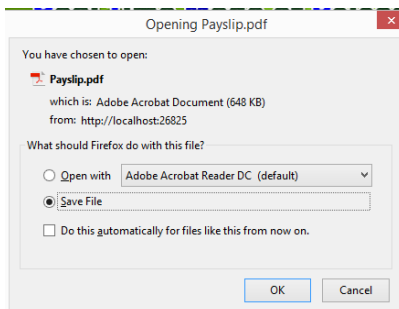 Opening Payslip.pdf
You have chosen to open:
Payslip.pdf
which is: Adobe Acrobat Document (648 KB)
from: http://localhost:26825
What should Firefox do with this file?
Open with Adobe Acrobat Reader DC (default)
Save File
Do this automatically for files like this from now on.
OK Cancel